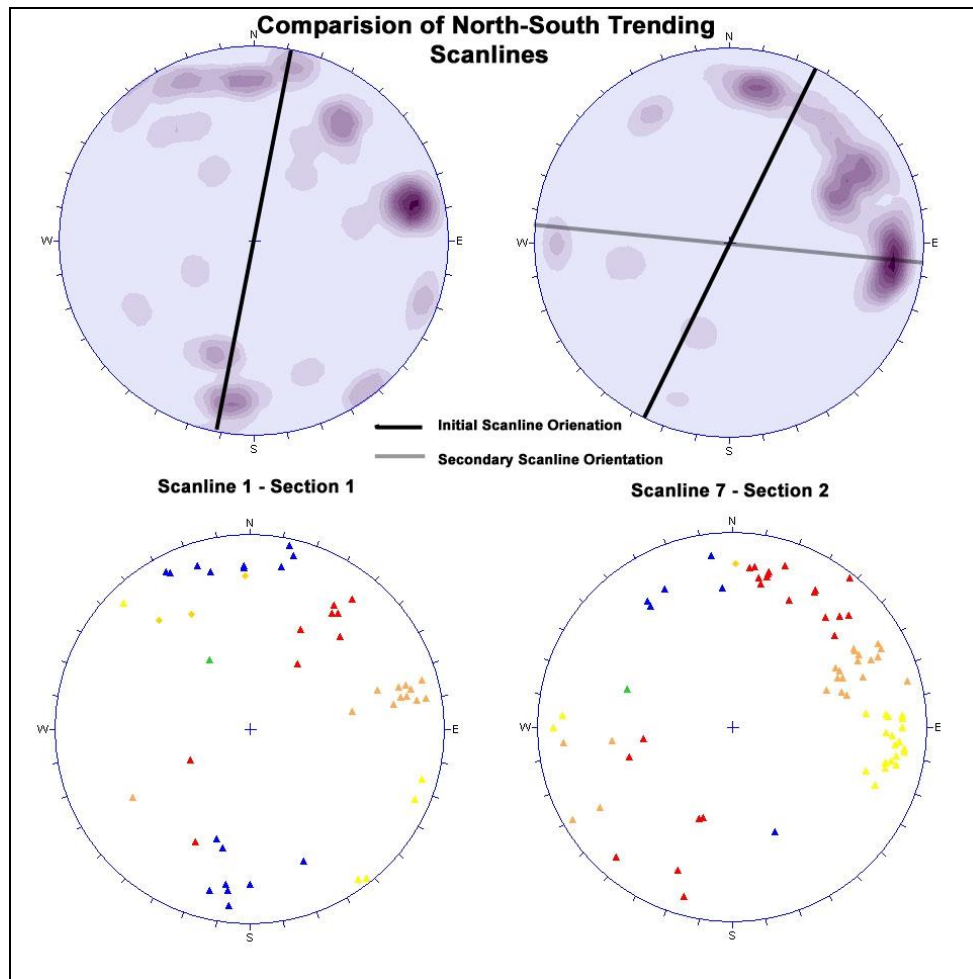 Comparision of North-South Trending
Scanlines
N
N
W
E
W
E
S
S
Initial Scanline Orienation
Secondary Scanline Orientation
Scanline 1 - Section 1
Scanline 7 - Section 2
N
N
W
E
W
E
S
S